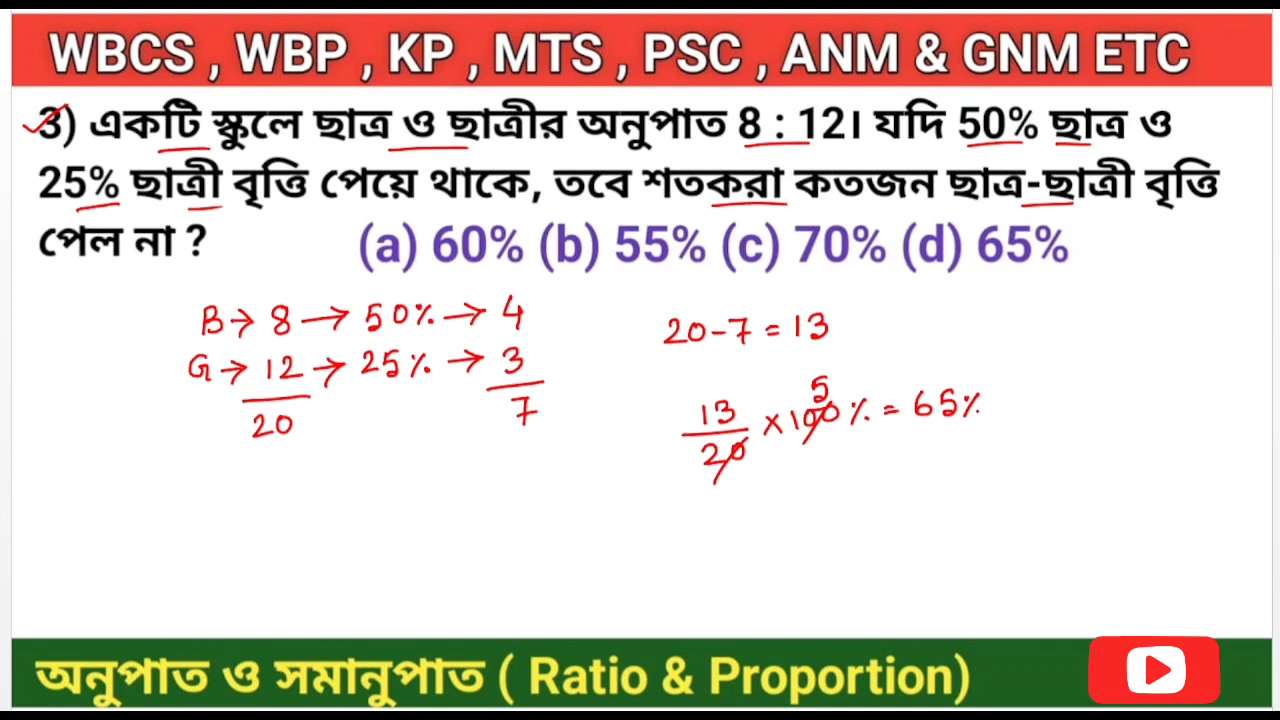 WBCS , WBP , KP , MTS , PSC , ANM & GNM ETC
3) একটি স্কুলে ছাত্র ও ছাত্রীর অনুপাত 8 : 12। যদি 50% ছাত্র ও
25% ছাত্রী বৃত্তি পেয়ে থাকে, তবে শতকরা কতজন ছাত্র-ছাত্রী বৃত্তি
পেল না ? (a) 60% (b) 55% (c) 70% (d) 65%
B → 8 → 50% → 4
G → 12 → 25% → 3
20 7
20-7 = 13
5
13
× 100% = 65%
20
অনুপাত ও সমানুপাত ( Ratio & Proportion)